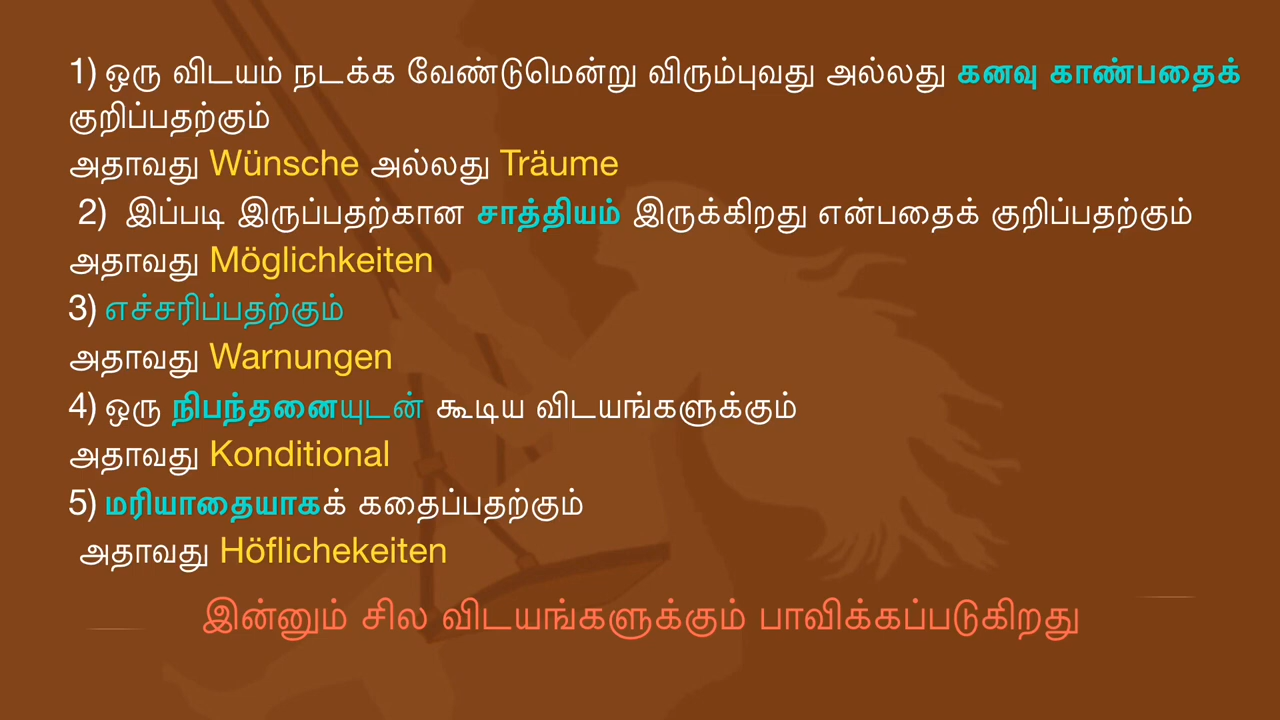 1) ஒரு விடயம் நடக்க வேண்டுமென்று விரும்புவது அல்லது கனவு காண்பதைக்
குறிப்பதற்கும்
அதாவது Wünsche அல்லது Träume
2) இப்படி இருப்பதற்கான சாத்தியம் இருக்கிறது என்பதைக் குறிப்பதற்கும்
அதாவது Möglichkeiten
3) எச்சரிப்பதற்கும்
அதாவது Warnungen
4) ஒரு நிபந்தனையுடன் கூடிய விடயங்களுக்கும்
அதாவது Konditional
5) மரியாதையாகக் கதைப்பதற்கும்
அதாவது Höflichekeiten
இன்னும் சில விடயங்களுக்கும் பாவிக்கப்படுகிறது